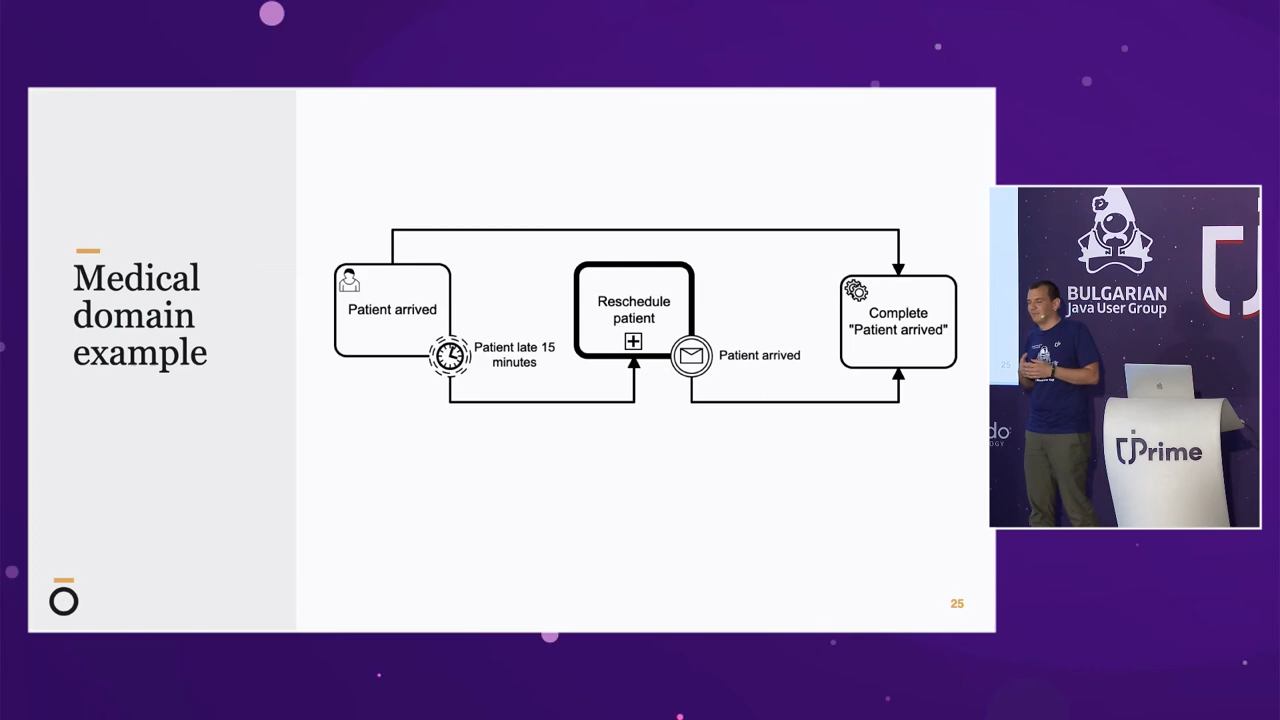 Medical
domain
example
Patient arrived
Patient late 15
minutes
Reschedule
patient
Patient arrived
Complete
"Patient arrived"
25
BULGARIAN
Java User Group
25
Prime